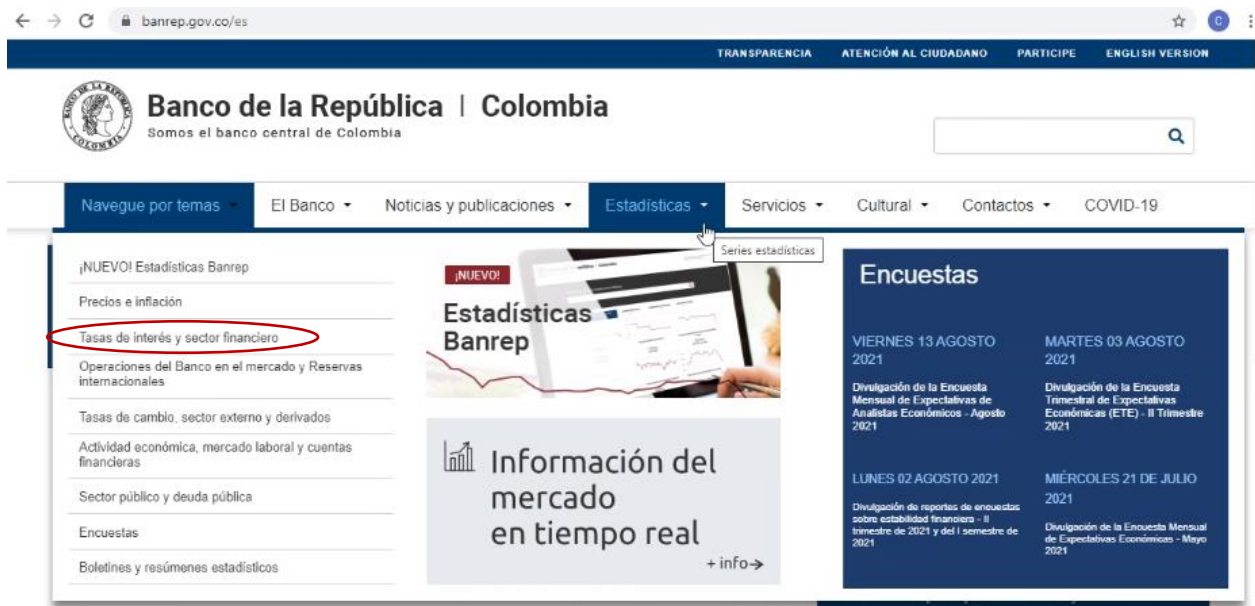 banrep.gov.co/es
C
TRANSPARENCIA ATENCIÓN AL CIUDADANO PARTICIPE ENGLISH VERSION
BANCO DE LA REPÚBLICA
COLOMBIA
Banco de la República | Colombia
Somos el banco central de Colombia
Navegue por temas El Banco Noticias y publicaciones Estadísticas Servicios Cultural Contactos COVID-19
Series estadísticas
¡NUEVO! Estadísticas Banrep
Precios e inflación
Tasas de interés y sector financiero
Operaciones del Banco en el mercado y Reservas
internacionales
Tasas de cambio, sector externo y derivados
Actividad económica, mercado laboral y cuentas
financieras
Sector público y deuda pública
Encuestas
Boletines y resúmenes estadísticos
¡NUEVO!
Estadísticas
Banrep
Información del
mercado
en tiempo real
+ info
Encuestas
VIERNES 13 AGOSTO
2021
Divulgación de la Encuesta
Mensual de Expectativas de
Analistas Económicos - Agosto
2021
MARTES 03 AGOSTO
2021
Divulgación de la Encuesta
Trimestral de Expectativas
Económicas (ETE) - II Trimestre
2021
LUNES 02 AGOSTO 2021
Divulgación de reportes de encuestas
sobre estabilidad financiera - II
trimestre de 2021 y del I semestre de
2021
MIÉRCOLES 21 DE JULIO
2021
Divulgación de la Encuesta Mensual
de Expectativas Económicas - Mayo
2021